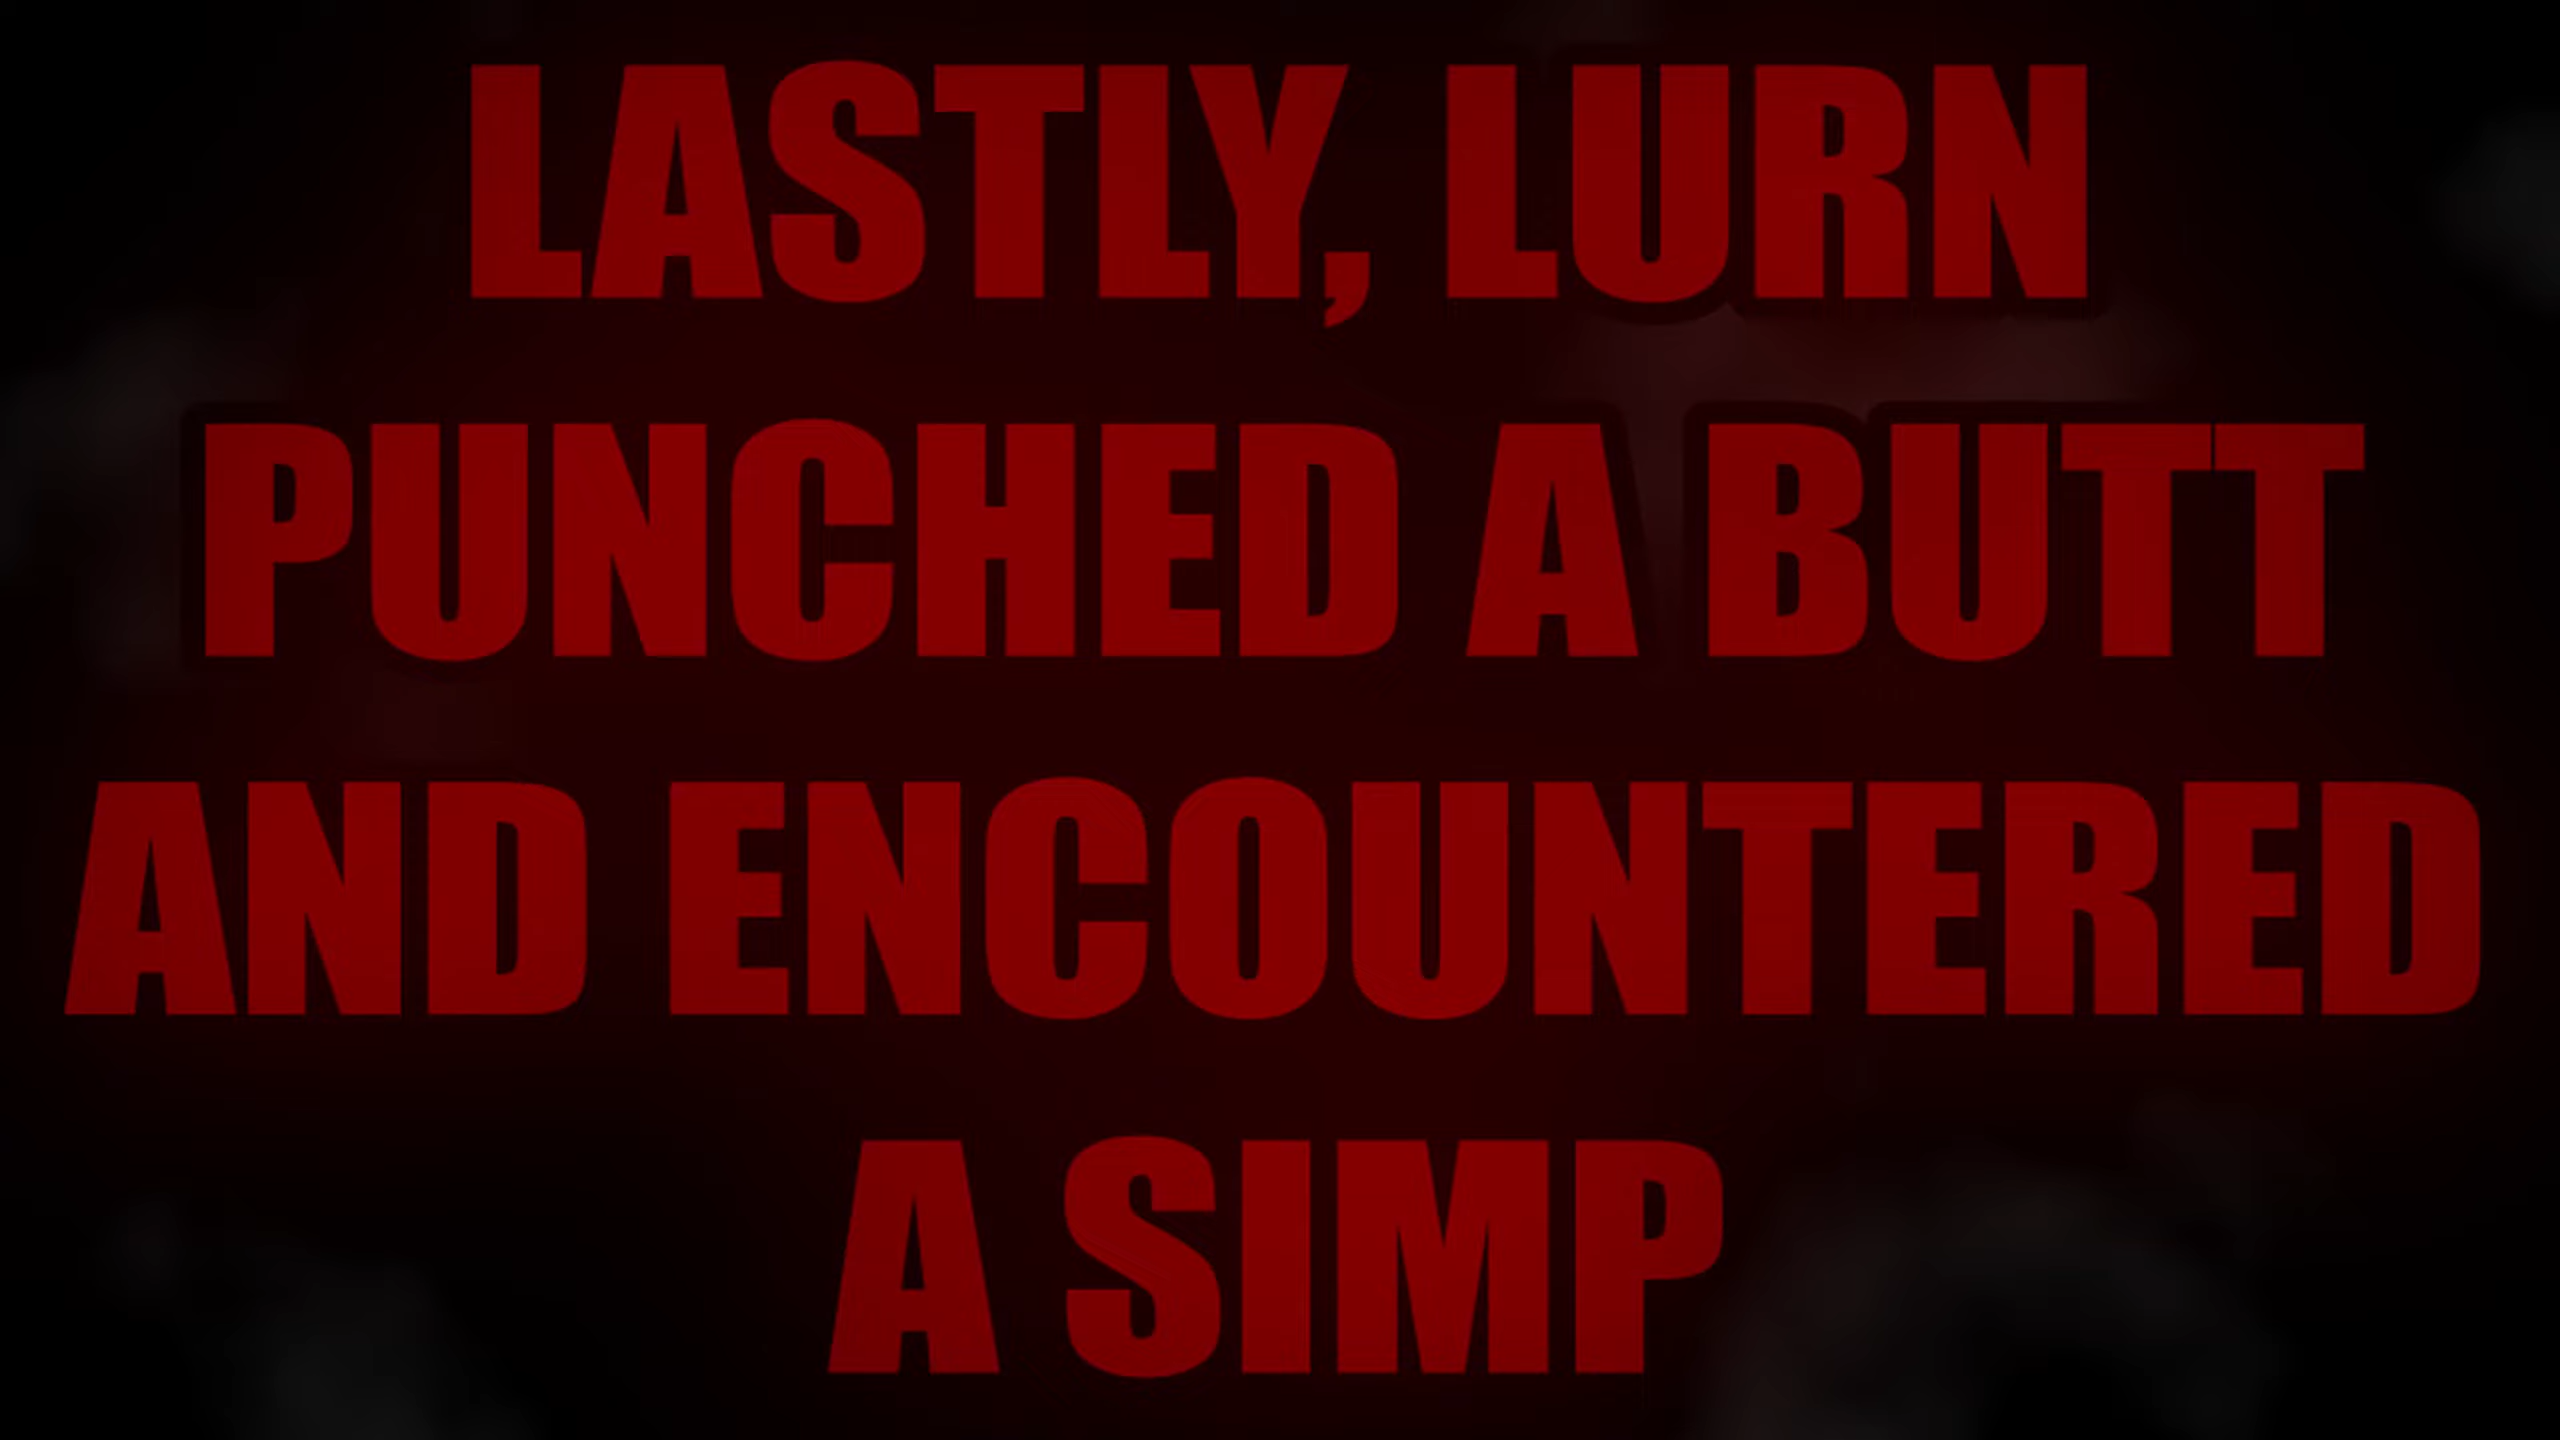 LASTLY, LURN
PUNCHED A BUTT
AND ENCOUNTERED
A SIMP